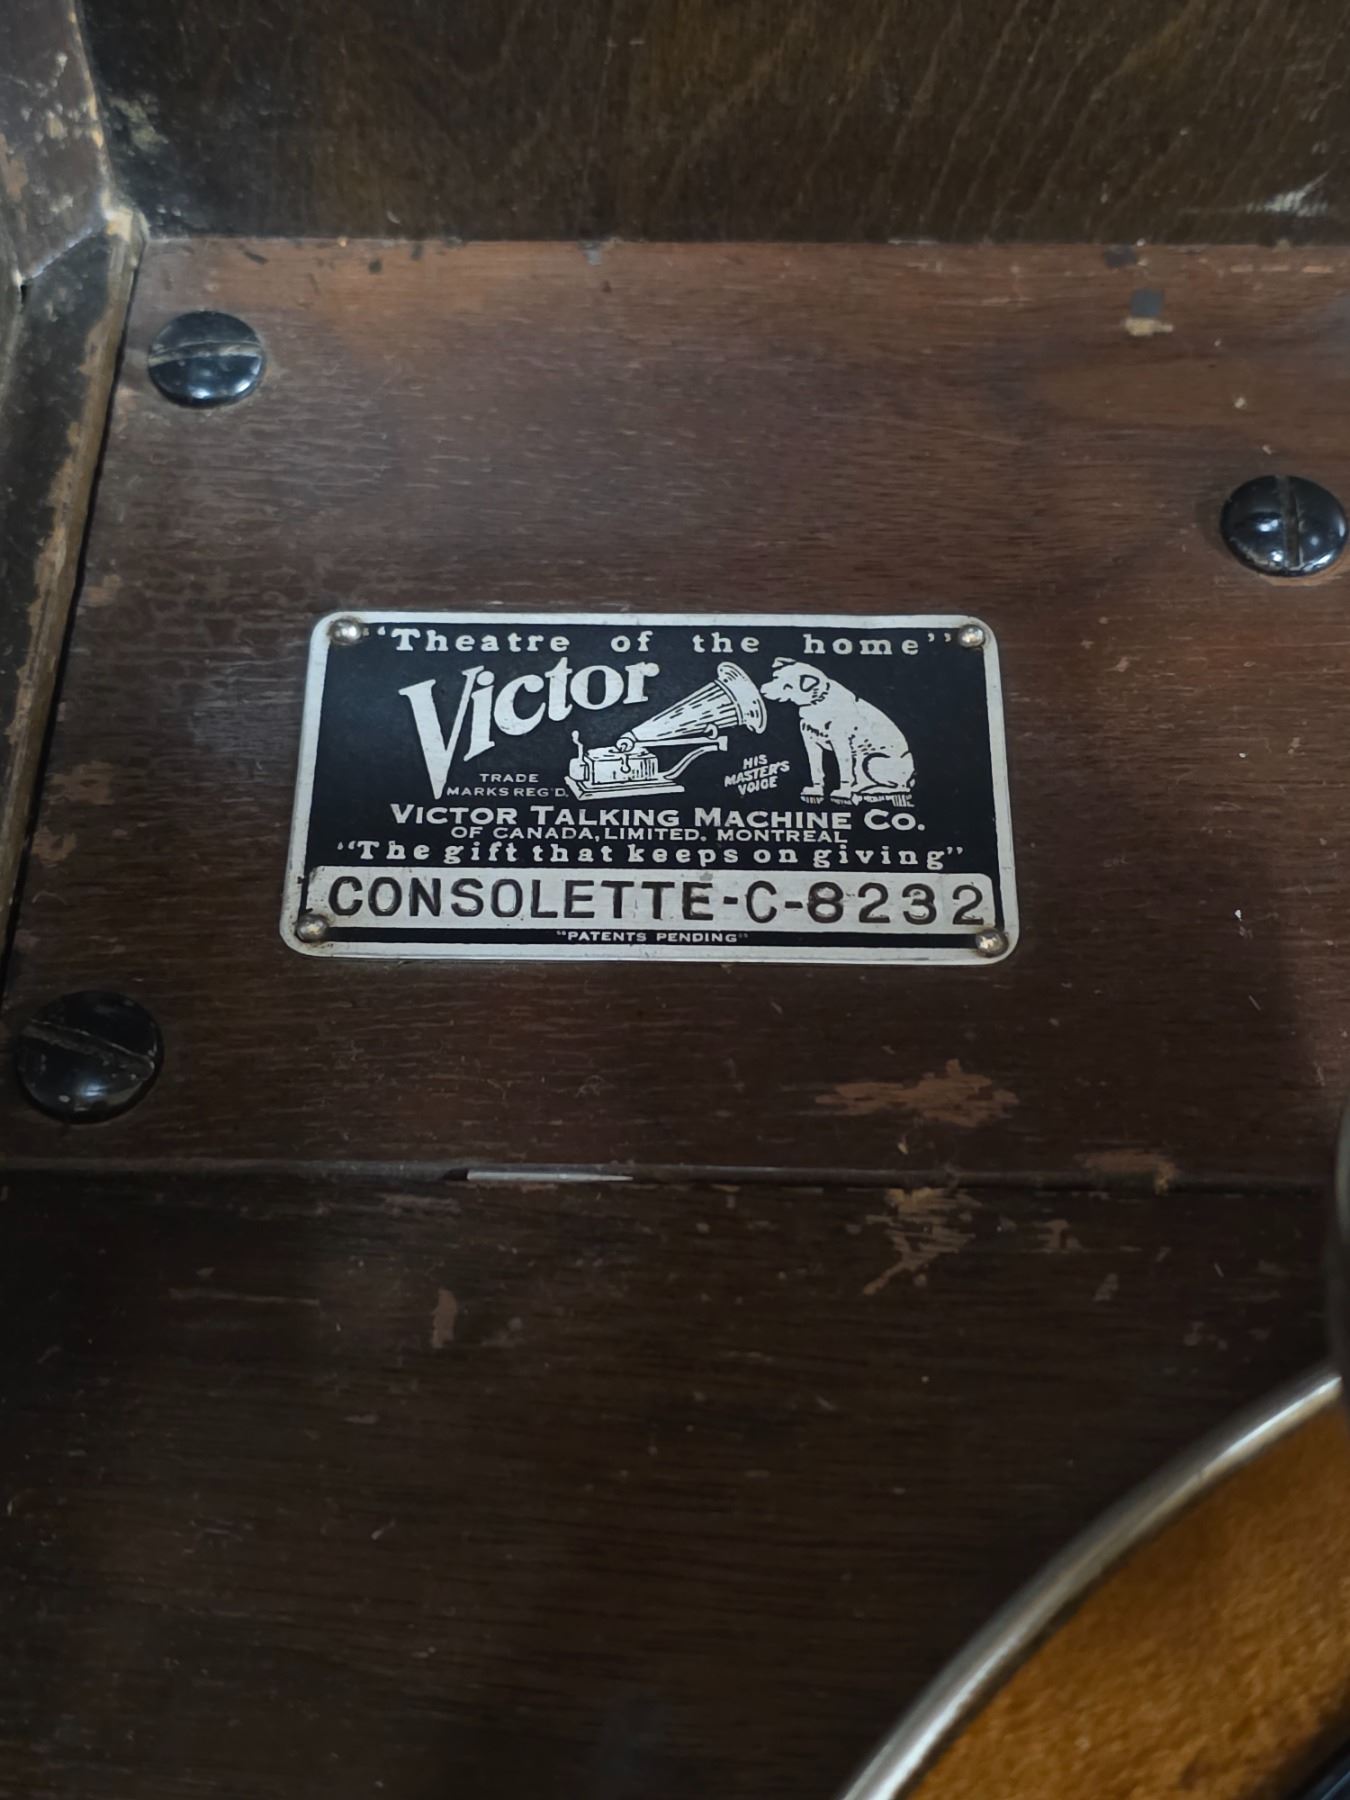 “Theatre of the home”
Victor
HIS
MASTER'S
VOICE
TRADE
MARKS REG'D.
VICTOR TALKING MACHINE CO.
OF CANADA, LIMITED. MONTREAL
“The gift that keeps on giving”
CONSOLETTE-C-8232
"PATENTS PENDING"